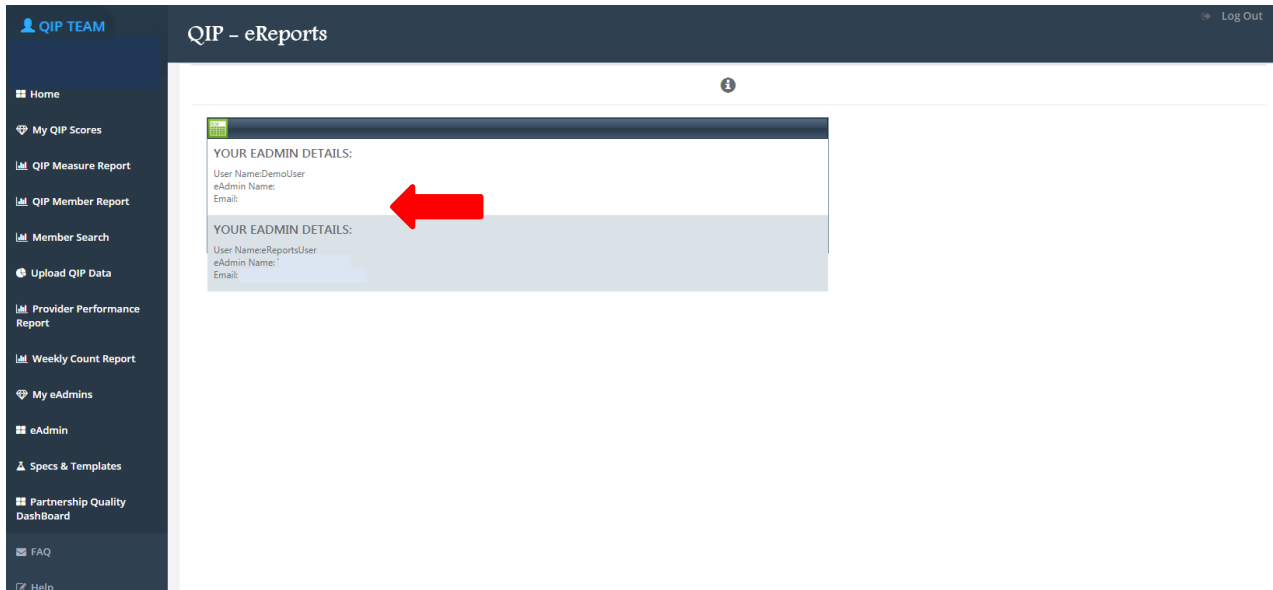 QIP TEAM
QIP – eReports
Log Out
Home
My QIP Scores
QIP Measure Report
QIP Member Report
Member Search
Upload QIP Data
Provider Performance
Report
Weekly Count Report
My eAdmins
eAdmin
Specs & Templates
Partnership Quality
DashBoard
FAQ
Help
YOUR EADMIN DETAILS:
User Name:DemoUser
eAdmin Name:
Email:
YOUR EADMIN DETAILS:
User Name:eReportsUser
eAdmin Name:
Email: